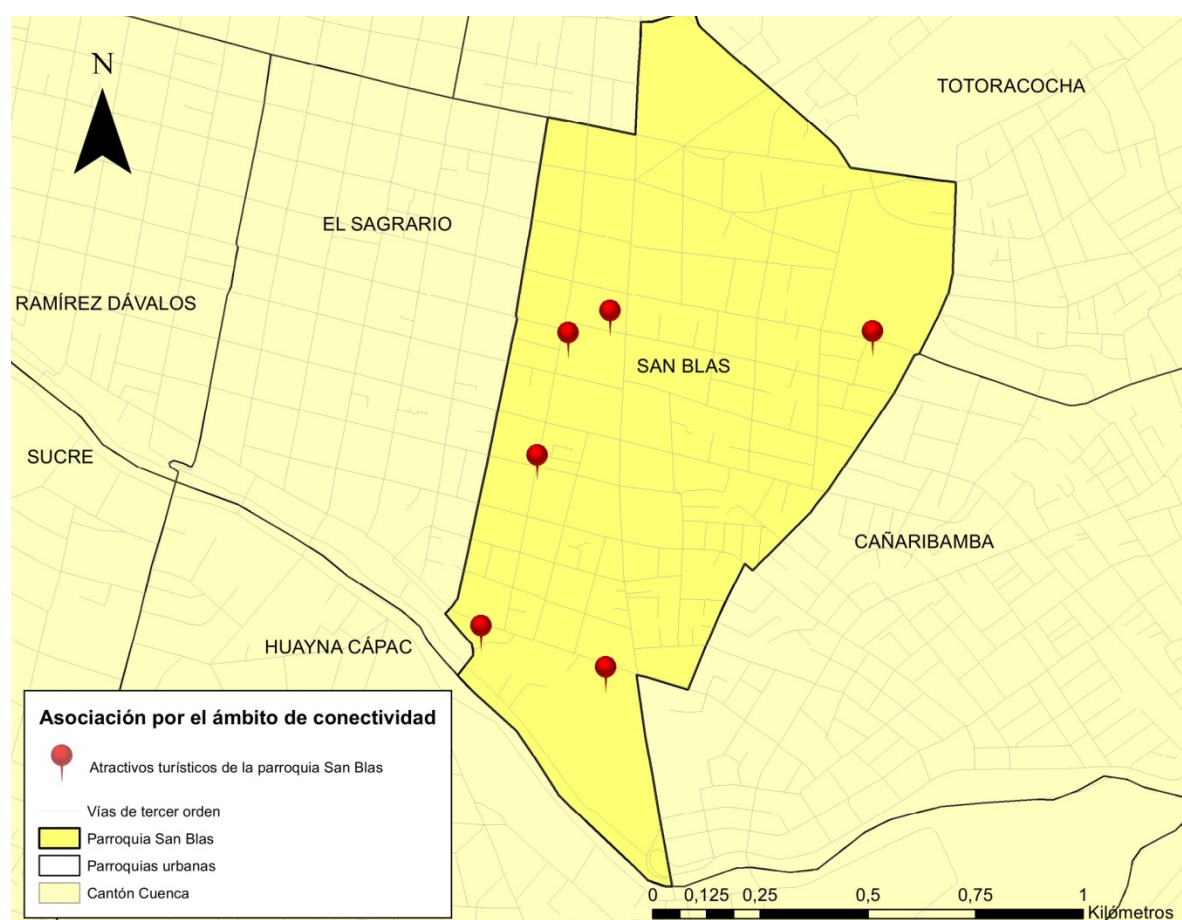 N
TOTORACOCHA
EL SAGRARIO
RAMÍREZ DÁVALOS
SAN BLAS
SUCRE
CAÑARIBAMBA
HUAYNA CÁPAC
Asociación por el ámbito de conectividad
Atractivos turísticos de la parroquia San Blas
Vías de tercer orden
Parroquia San Blas
Parroquias urbanas
Cantón Cuenca
0 0,125 0,25 0,5 0,75 1
Kilómetros